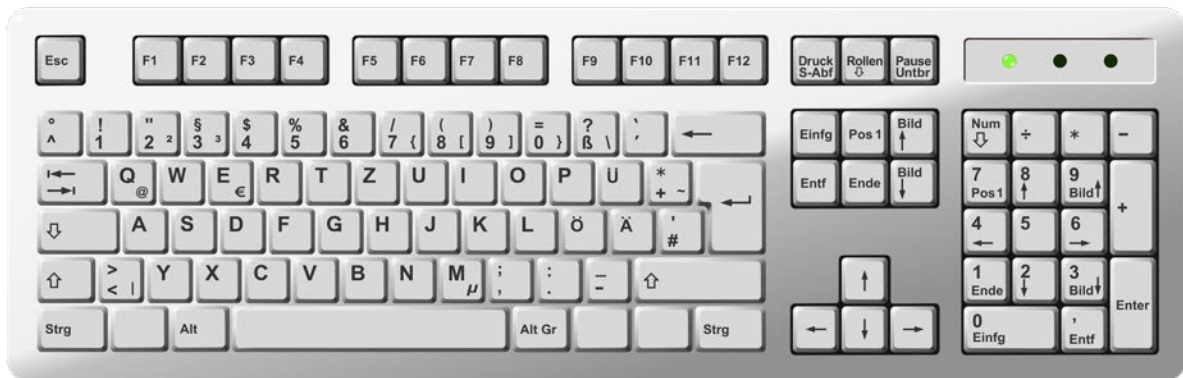 Esc F1 F2 F3 F4 F5 F6 F7 F8 F9 F10 F11 F12 Druck S-Abf Rollen ⇩ Pause Untbr
° ^ ! 1 " 2 ² § 3 ³ $ 4 % 5 & 6 / 7 { ( 8 [ ) 9 ] = 0 } ? ß \ ` ´ ← Einfg Pos 1 Bild ↑ Num ⇩ ÷ * -
Q @ W E € R T Z U I O P Ü * + ~ Entf Ende Bild ↓ 7 Pos1 8 ↑ 9 Bild ↑ +
⇩ A S D F G H J K L Ö Ä ' # 4 ← 5 6 →
⇧ > < | Y X C V B N M µ ; , : . _ - ⇧ ↑ 1 Ende 2 ↓ 3 Bild ↓ Enter
Strg Alt Alt Gr Strg ← ↓ → 0 Einfg , Entf